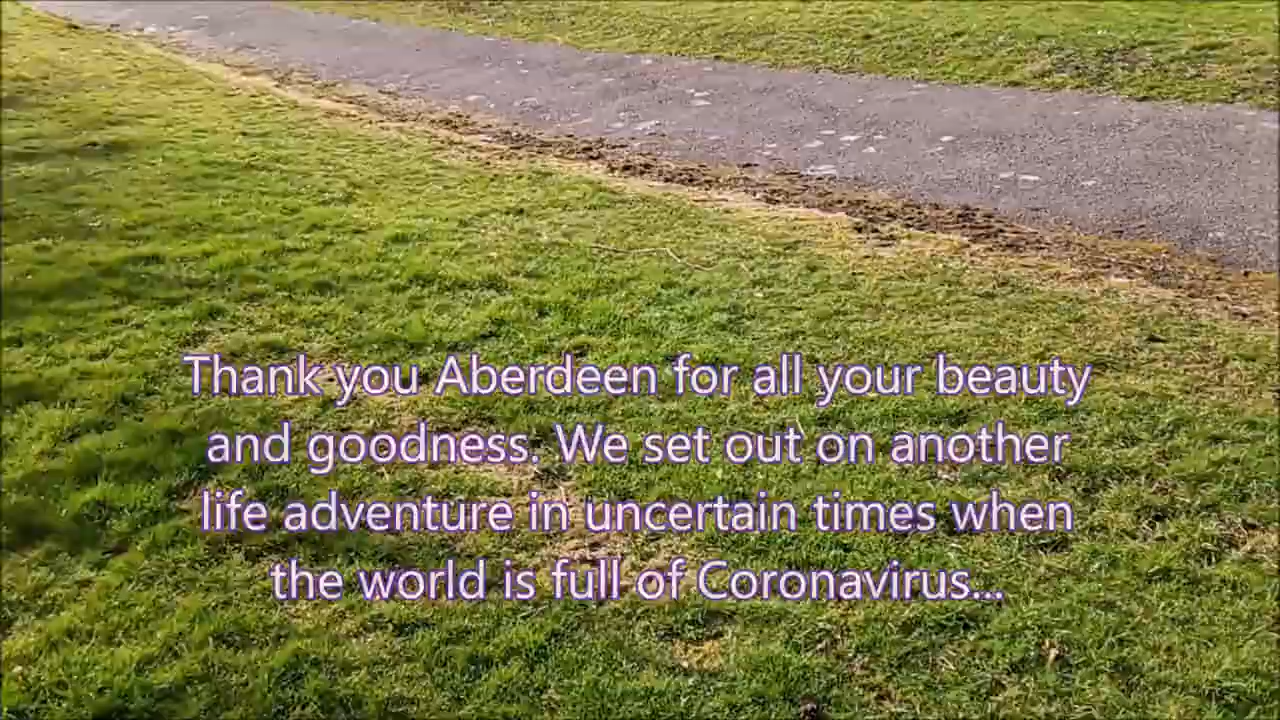 Thank you Aberdeen for all your beauty
and goodness. We set out on another
life adventure in uncertain times when
the world is full of Coronavirus...